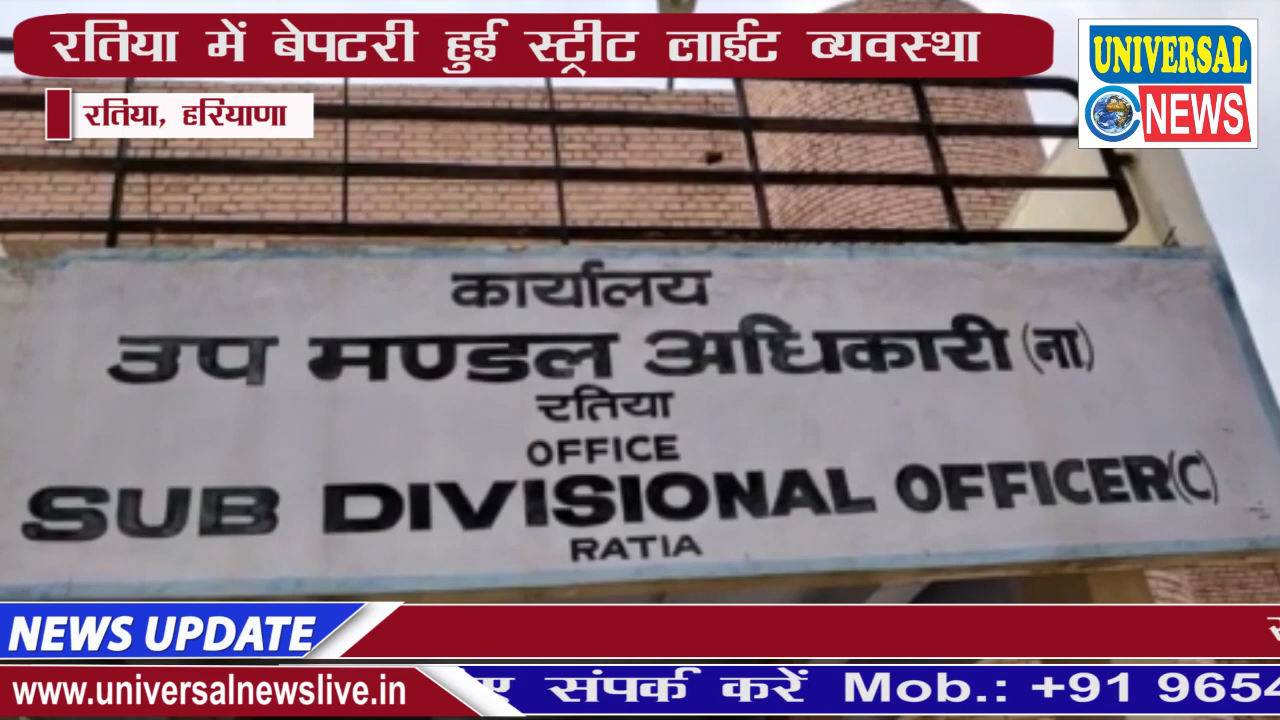 रतिया में बेपटरी हुई स्ट्रीट लाईट व्यवस्था
UNIVERSAL
NEWS
रतिया, हरियाणा
कार्यालय
उप मण्डल अधिकारी (ना)
रतिया
OFFICE
SUB DIVISIONAL OFFICER(C)
RATIA
NEWS UPDATE
www.universalnewslive.in
संपर्क करें Mob.: +91 9654